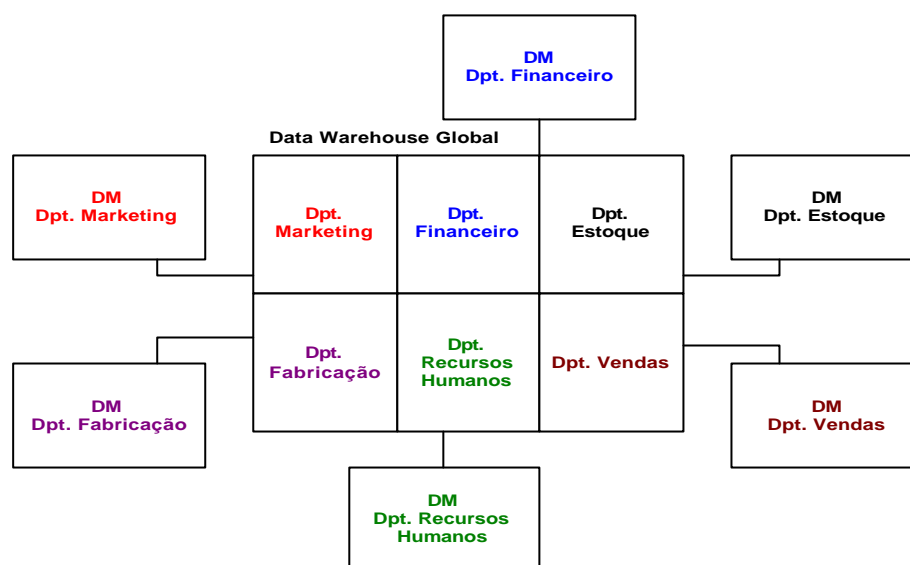 DM
Dpt. Financeiro
Data Warehouse Global
DM
Dpt. Marketing
Dpt.
Marketing
Dpt.
Financeiro
Dpt.
Estoque
DM
Dpt. Estoque
Dpt.
Fabricação
Dpt.
Recursos
Humanos
Dpt. Vendas
DM
Dpt. Fabricação
DM
Dpt. Vendas
DM
Dpt. Recursos
Humanos